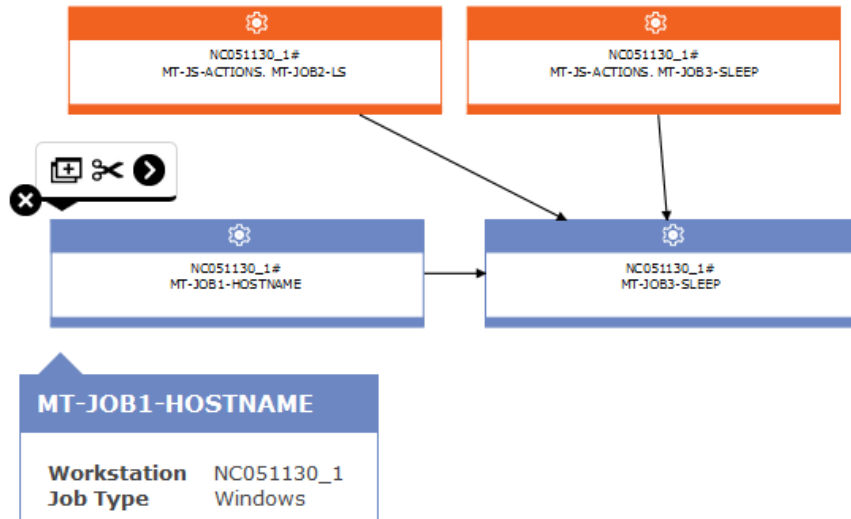 NC051130_1#
MT-JS-ACTIONS. MT-JOB2-LS
NC051130_1#
MT-JS-ACTIONS. MT-JOB3-SLEEP
NC051130_1#
MT-JOB1-HOSTNAME
NC051130_1#
MT-JOB3-SLEEP
MT-JOB1-HOSTNAME
Workstation NC051130_1
Job Type Windows